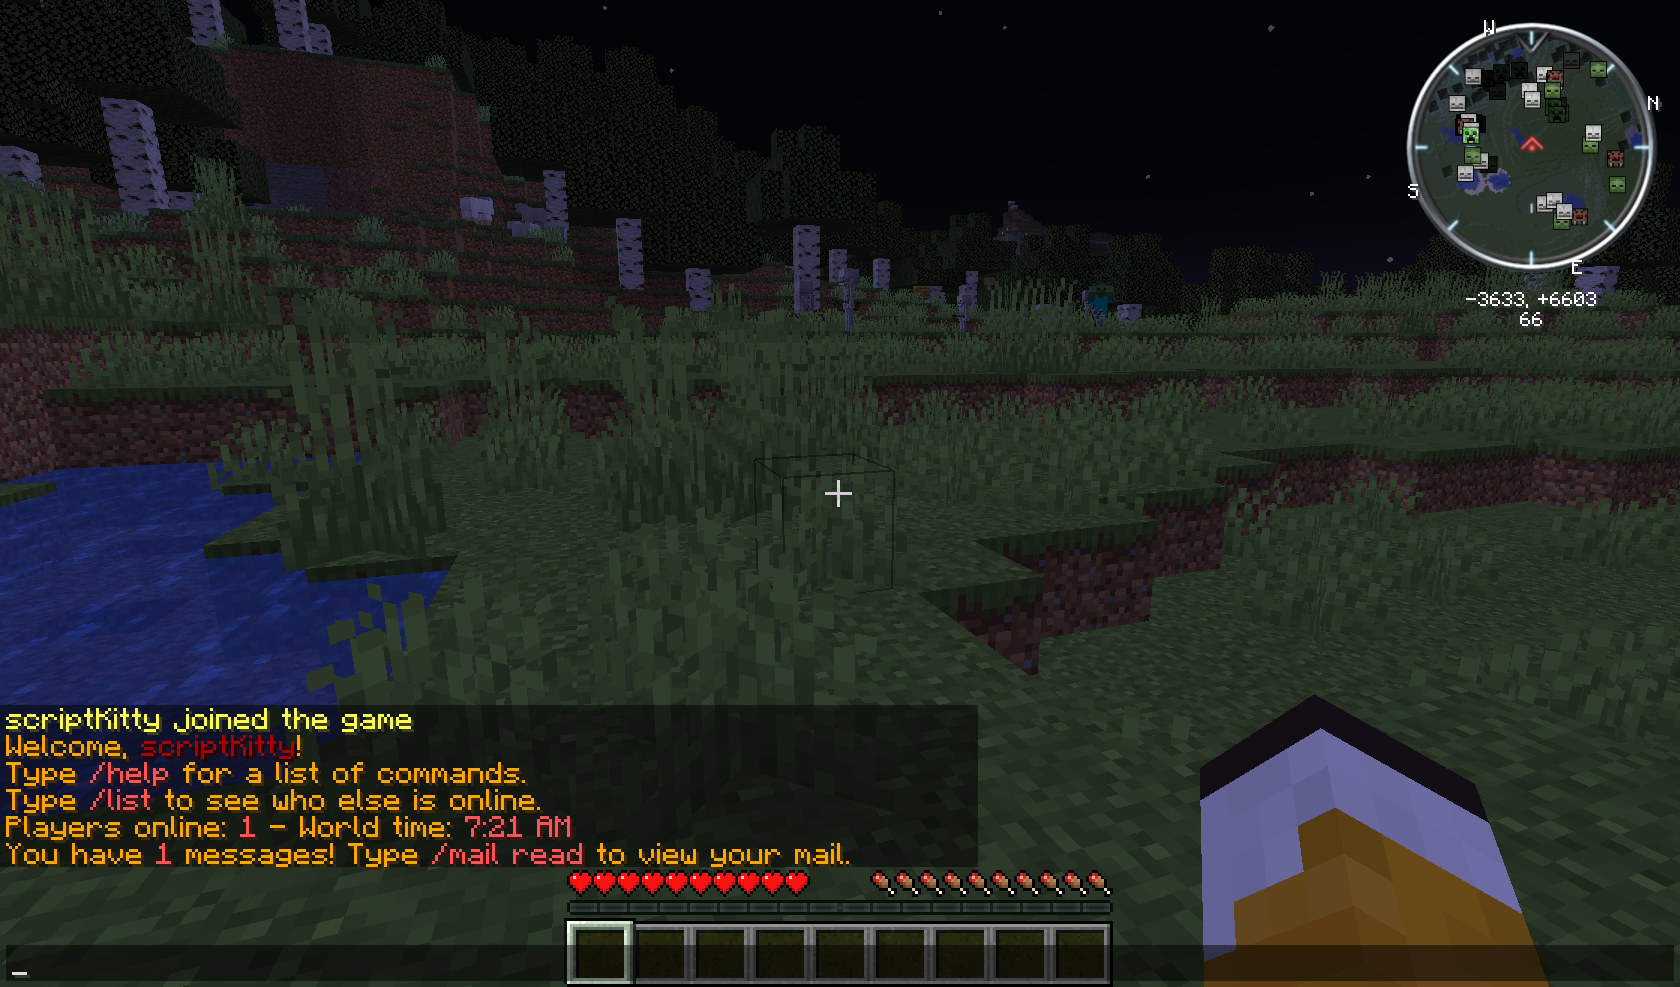 W
N
S
E
-3633, +6603
66
scriptKitty joined the game
Welcome, scriptKitty!
Type /help for a list of commands.
Type /list to see who else is online.
Players online: 1 - World time: 7:21 AM
You have 1 messages! Type /mail read to view your mail.
_